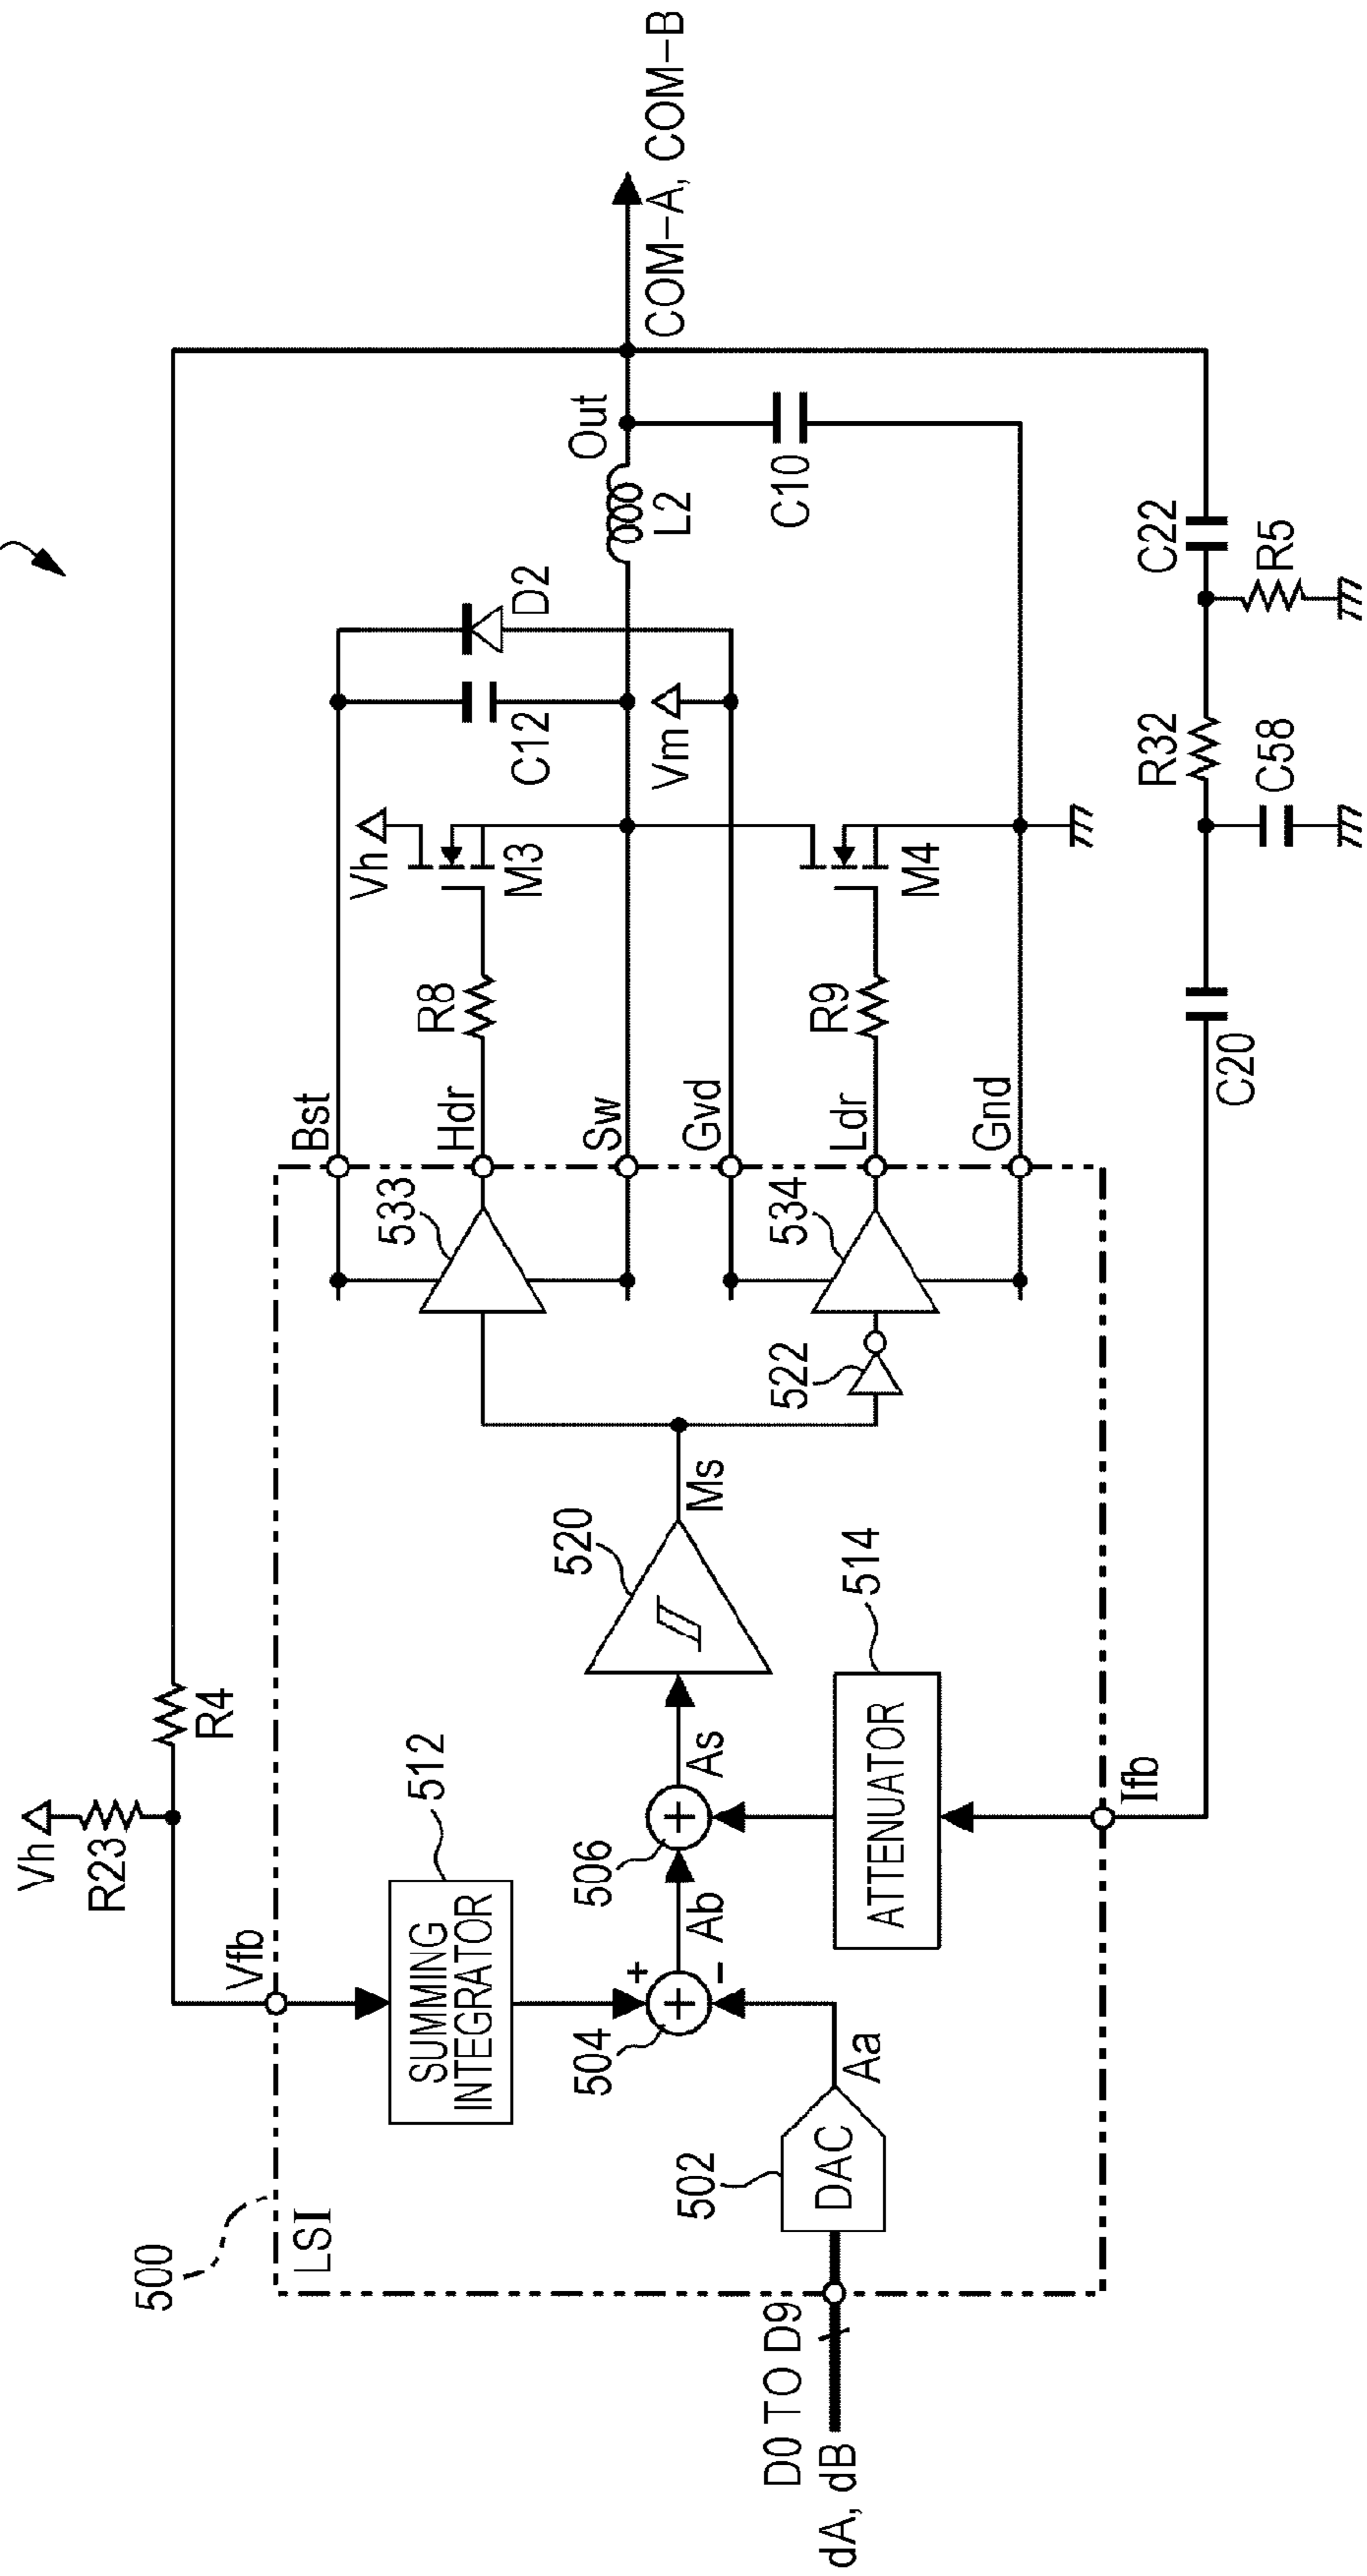 Vh
R23
R4
Vfb
500
LSI
SUMMING
INTEGRATOR
512
504
+
+
−
Ab
506
+
As
520
Ms
502
DAC
Aa
D0 TO D9
dA, dB
ATTENUATOR
514
Ifb
522
533
534
Bst
Hdr
Sw
Gvd
Ldr
Gnd
R8
R9
Vh
M3
M4
C12
D2
Vm
L2
Out
C10
COM−A, COM−B
C20
R32
C58
C22
R5